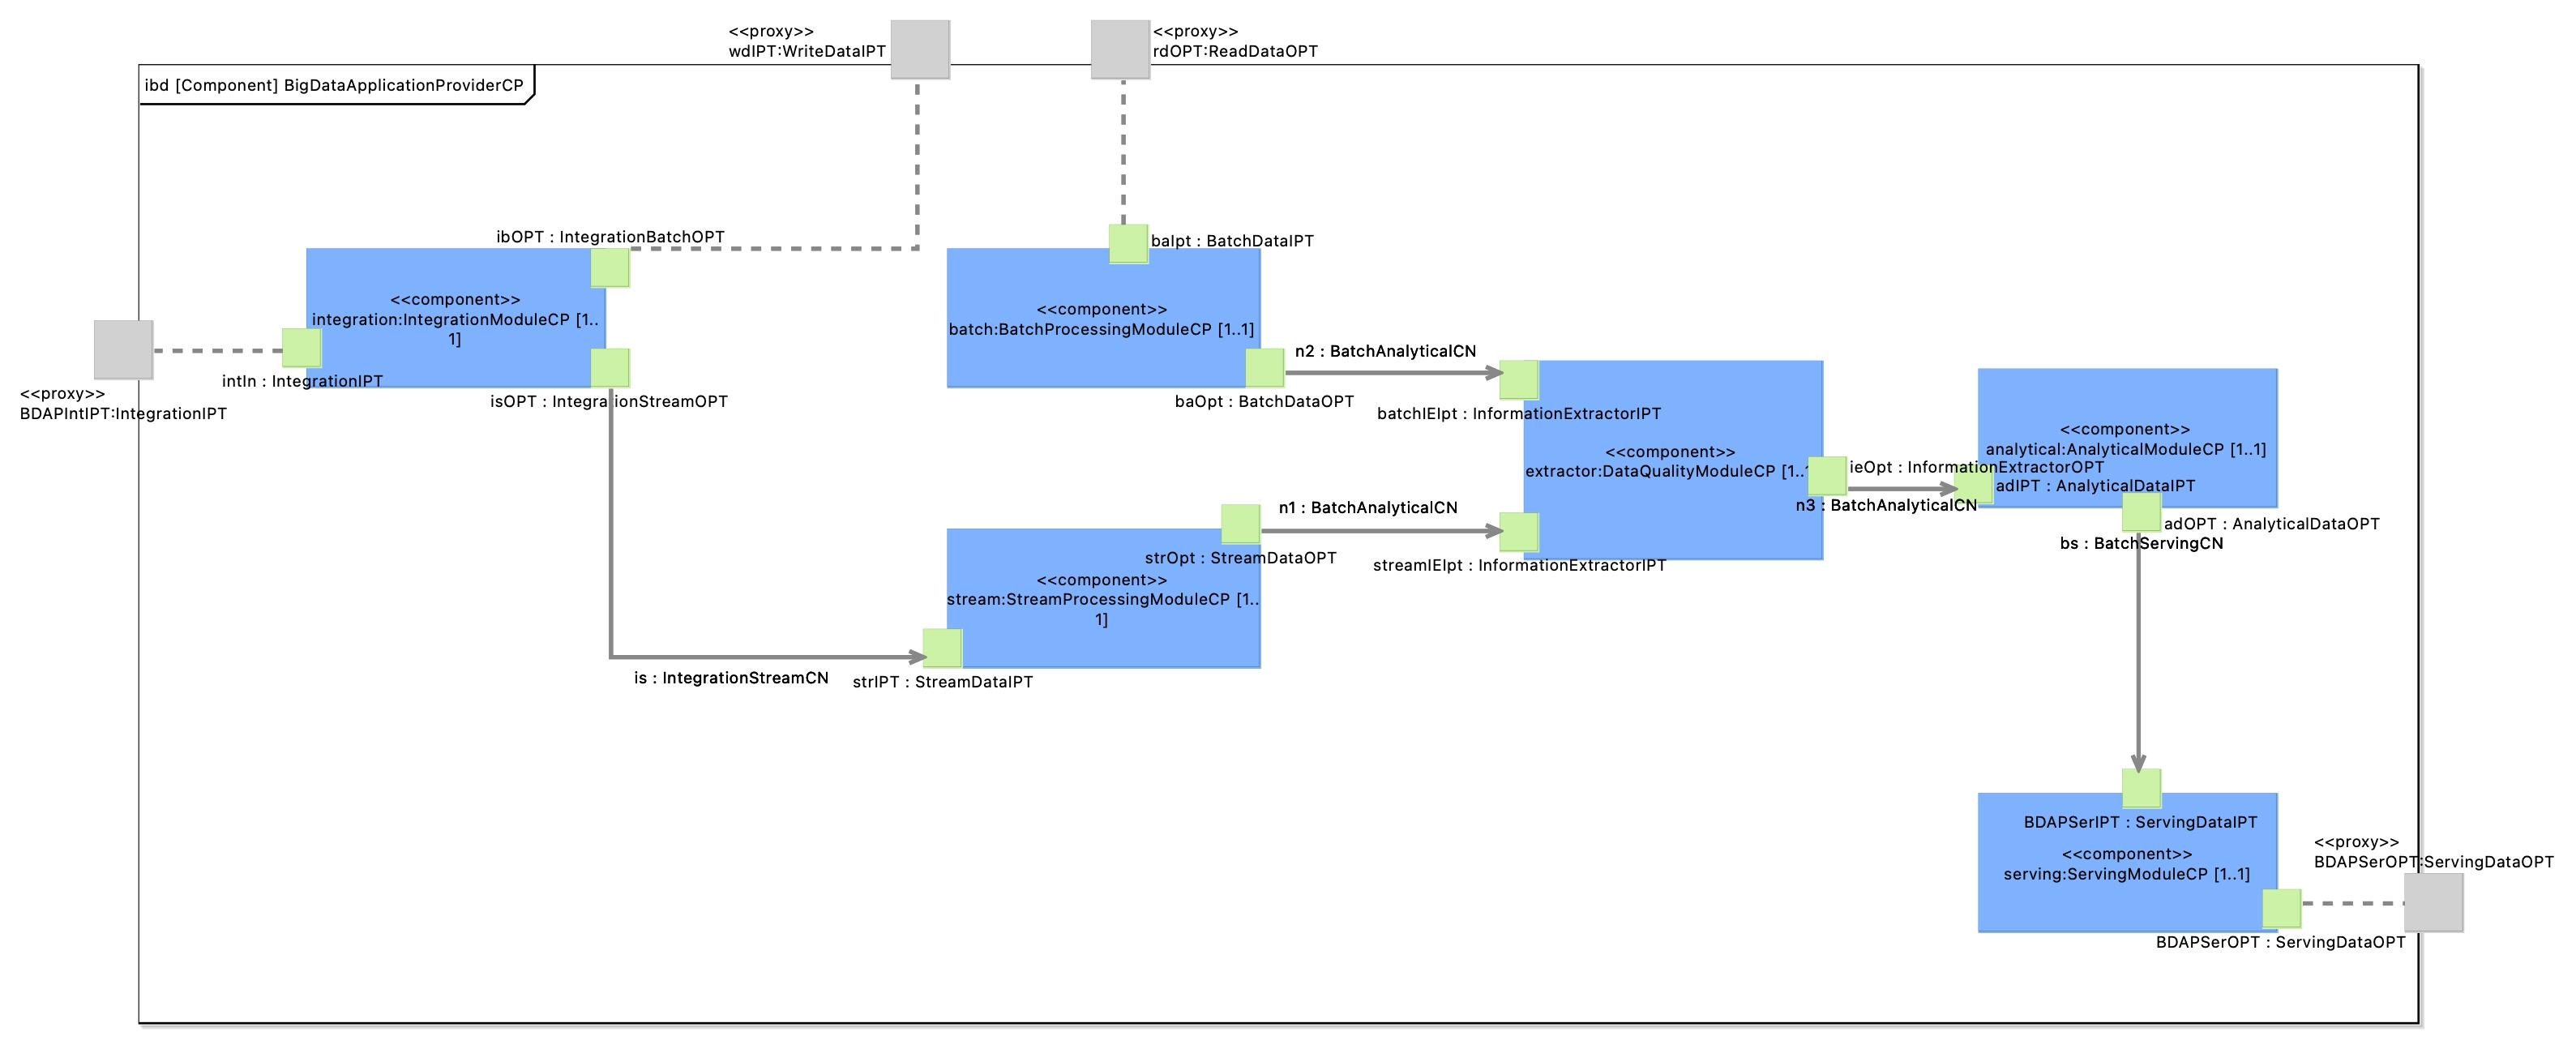 <<proxy>>
wdIPT:WriteDataIPT
<<proxy>>
rdOPT:ReadDataOPT
ibd [Component] BigDataApplicationProviderCP
ibOPT : IntegrationBatchOPT
baIpt : BatchDataIPT
<<component>>
integration:IntegrationModuleCP [1..
1]
<<component>>
batch:BatchProcessingModuleCP [1..1]
n2 : BatchAnalyticalCN
intIn : IntegrationIPT
<<proxy>>
BDAPIntIPT:IntegrationIPT
isOPT : IntegrationStreamOPT
baOpt : BatchDataOPT
batchIEIpt : InformationExtractorIPT
<<component>>
extractor:DataQualityModuleCP [1..
<<component>>
analytical:AnalyticalModuleCP [1..1]
ieOpt : InformationExtractorOPT
adIPT : AnalyticalDataIPT
n3 : BatchAnalyticalCN
n1 : BatchAnalyticalCN
adOPT : AnalyticalDataOPT
bs : BatchServingCN
strOpt : StreamDataOPT
streamIEIpt : InformationExtractorIPT
<<component>>
stream:StreamProcessingModuleCP [1..
1]
is : IntegrationStreamCN
strIPT : StreamDataIPT
BDAPSerIPT : ServingDataIPT
<<component>>
serving:ServingModuleCP [1..1]
<<proxy>>
BDAPSerOPT:ServingDataOPT
BDAPSerOPT : ServingDataOPT